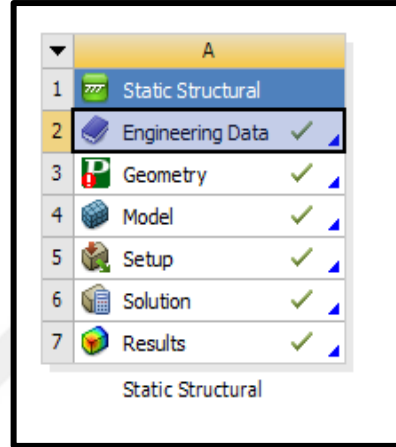 A
1 Static Structural
2 Engineering Data
3 Geometry
4 Model
5 Setup
6 Solution
7 Results
Static Structural